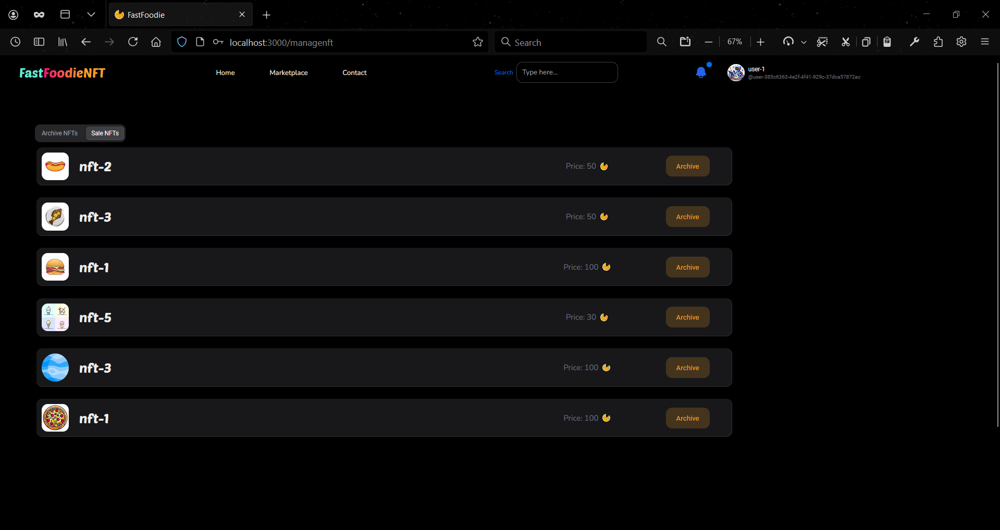 FastFoodie
localhost:3000/managenft
Search
67%
FastFoodieNFT
Home
Marketplace
Contact
Search
Type here...
user-1
@user-385c6363-4e2f-4f41-929c-37dca57872ac
Archive NFTs
Sale NFTs
nft-2
Price: 50
Archive
nft-3
Price: 50
Archive
nft-1
Price: 100
Archive
nft-5
Price: 30
Archive
nft-3
Price: 100
Archive
nft-1
Price: 100
Archive